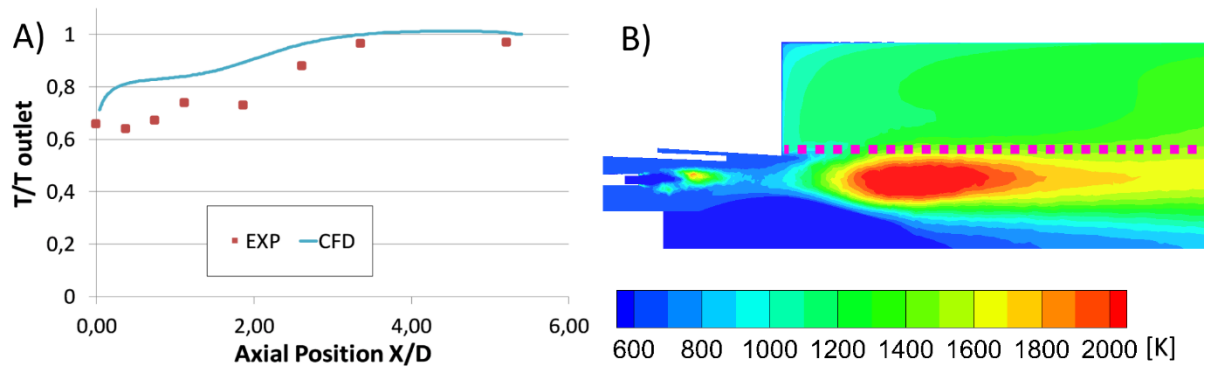 A)
T/T outlet
1
0,8
0,6
0,4
0,2
0
EXP CFD
0,00 2,00 4,00 6,00
Axial Position X/D
B)
600 800 1000 1200 1400 1600 1800 2000 [K]